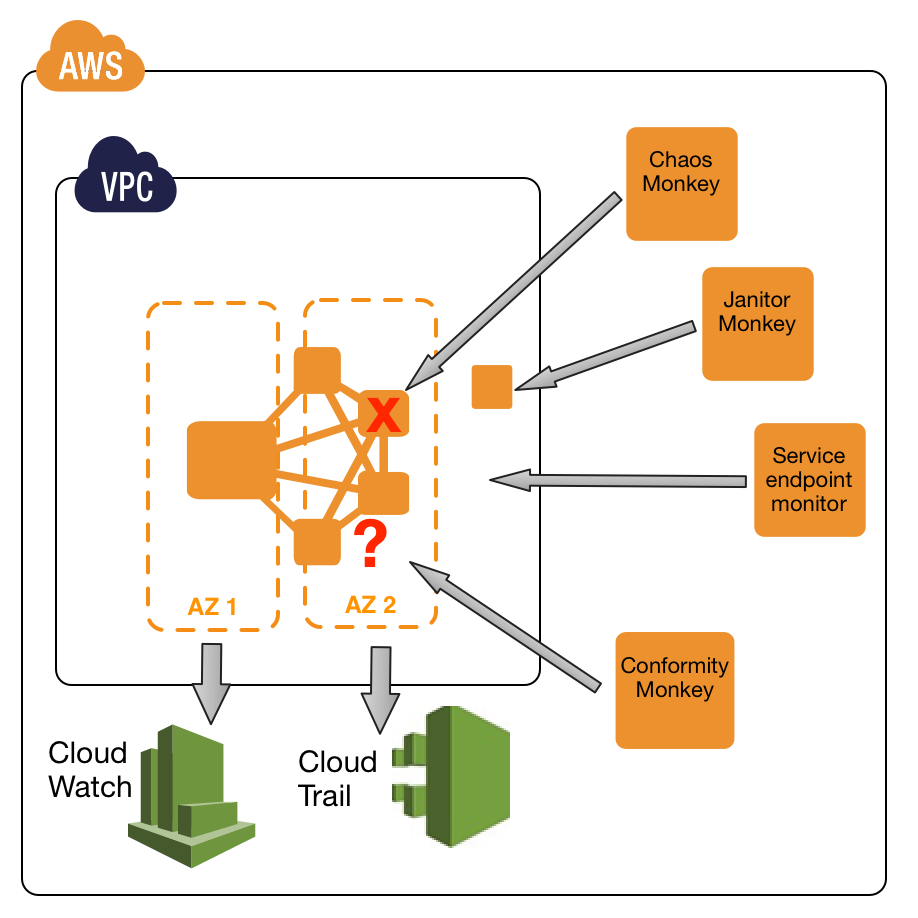 AWS
VPC
Chaos
Monkey
Janitor
Monkey
X
Service
endpoint
monitor
?
AZ 1
AZ 2
Conformity
Monkey
Cloud
Watch
Cloud
Trail